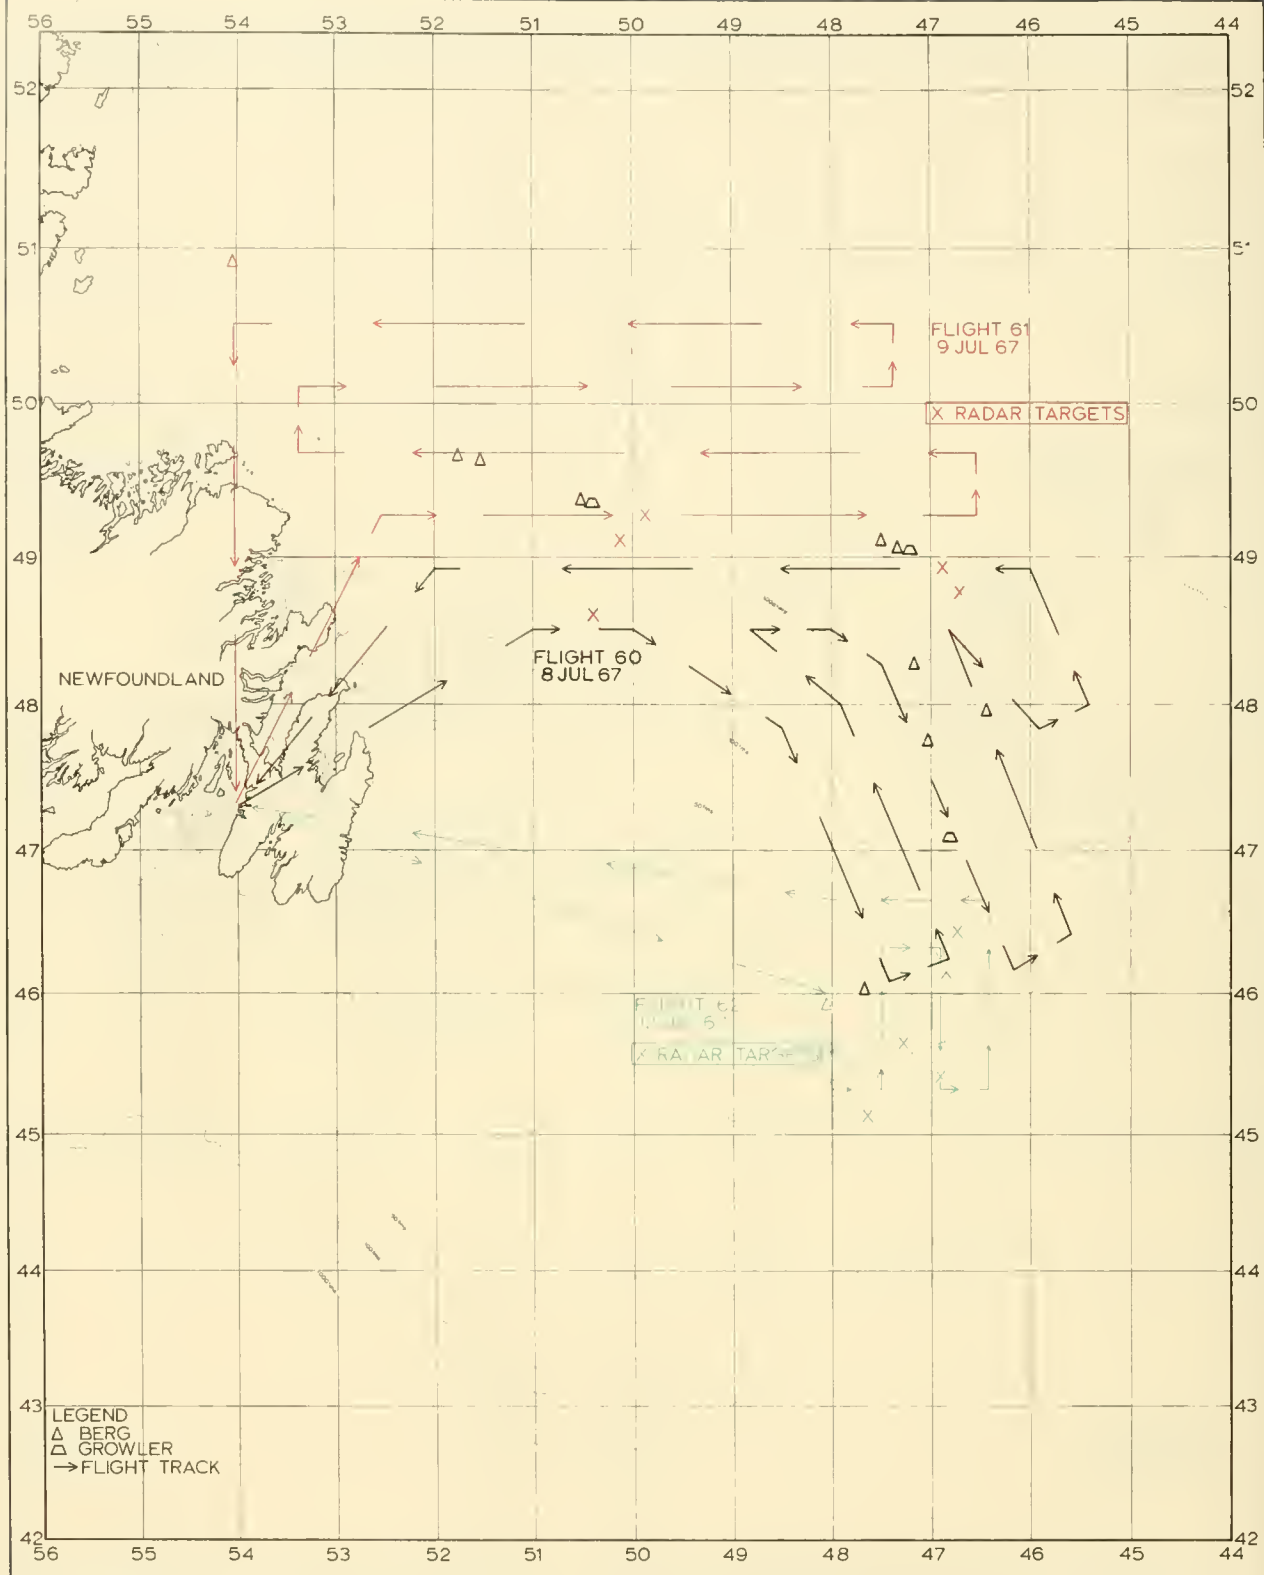 56 55 54 53 52 51 50 49 48 47 46 45 44
52 52
51
FLIGHT 61
9 JUL 67
50 50
X RADAR TARGETS
49 49
FLIGHT 60
8 JUL 67
NEWFOUNDLAND
48 48
47 47
46 46
X RADAR
45 45
44 44
43 43
LEGEND
BERG
GROWLER
FLIGHT TRACK
42 42
56 55 54 53 52 51 50 49 48 47 46 45 44